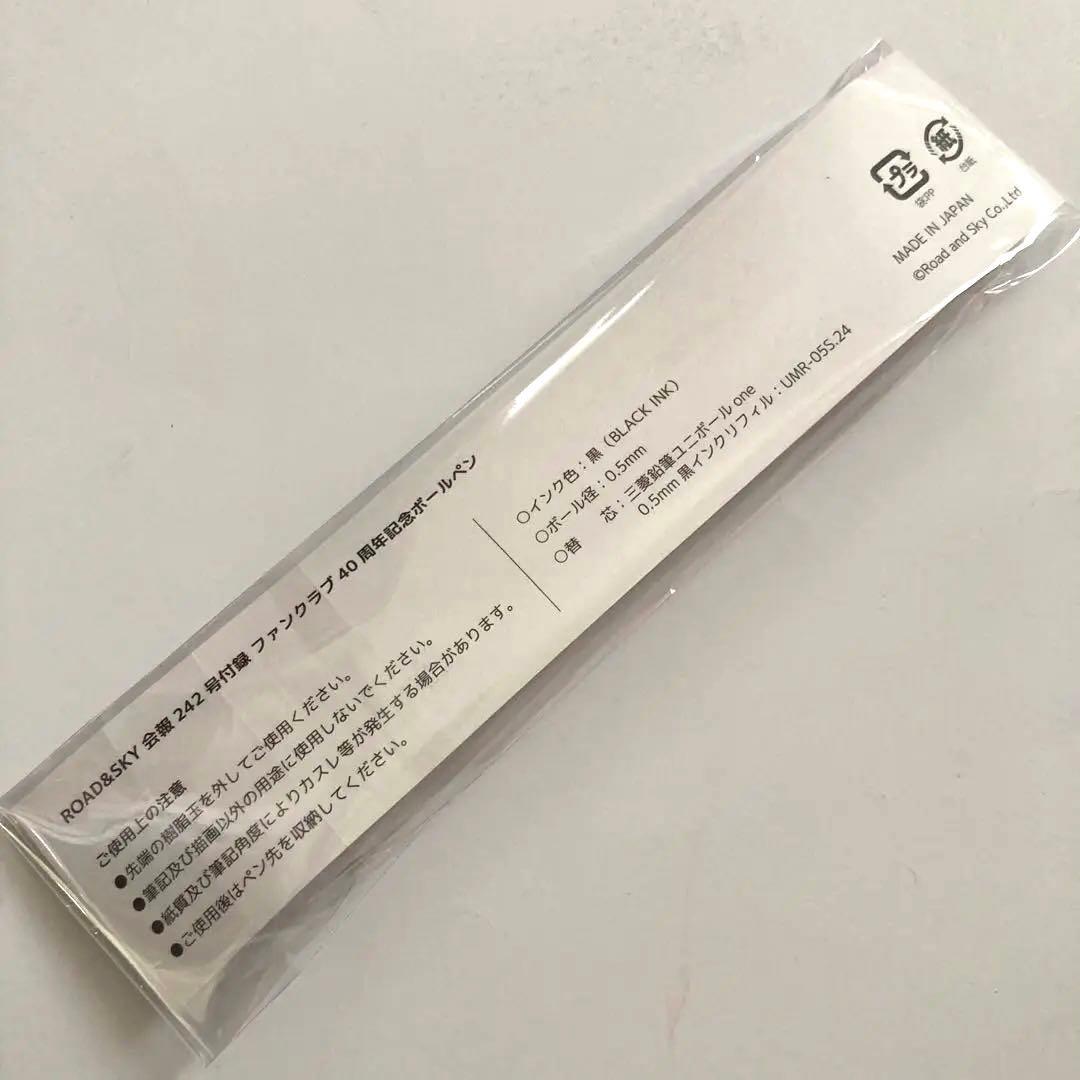 ROAD&SKY 会報 242 号付録 ファンクラブ 40 周年記念ボールペン
ご使用上の注意
●先端の樹脂玉を外してご使用ください。
●筆記及び描画以外の用途に使用しないでください。
●紙質及び筆記角度によりカスレ等が発生する場合があります。
●ご使用後はペン先を収納してください。
○インク色：黒（BLACK INK）
○ボール径：0.5mm
○替　芯：三菱鉛筆ユニボール one
0.5mm 黒インクリフィル：UMR-05S.24
プラ
袋PP
紙
台紙
MADE IN JAPAN
©Road and Sky Co.,Ltd